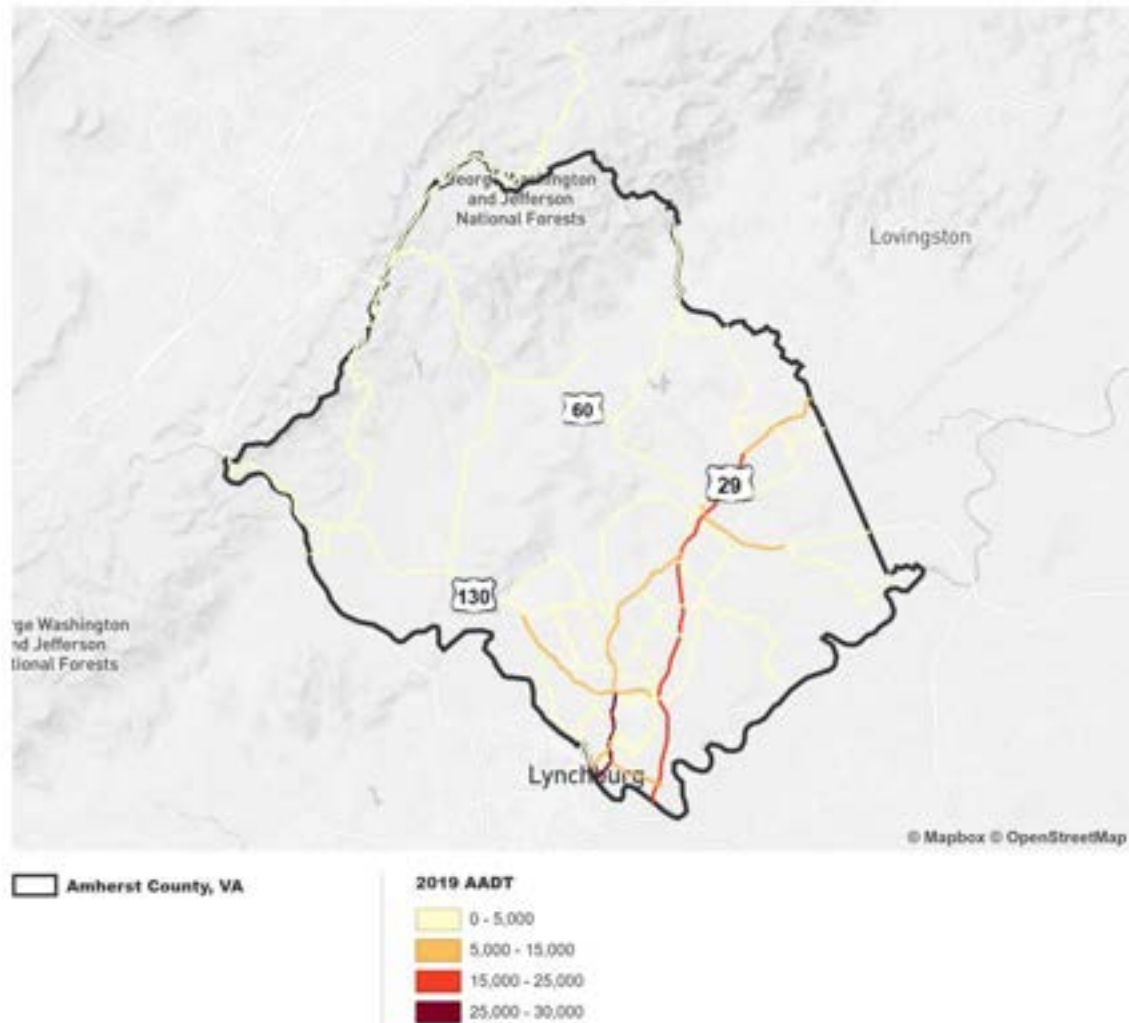 George Washington
and Jefferson
National Forests
Lovingston
60
29
130
rge Washington
nd Jefferson
tional Forests
Lynchburg
© Mapbox © OpenStreetMap
Amherst County, VA
2019 AADT
0 - 5,000
5,000 - 15,000
15,000 - 25,000
25,000 - 30,000